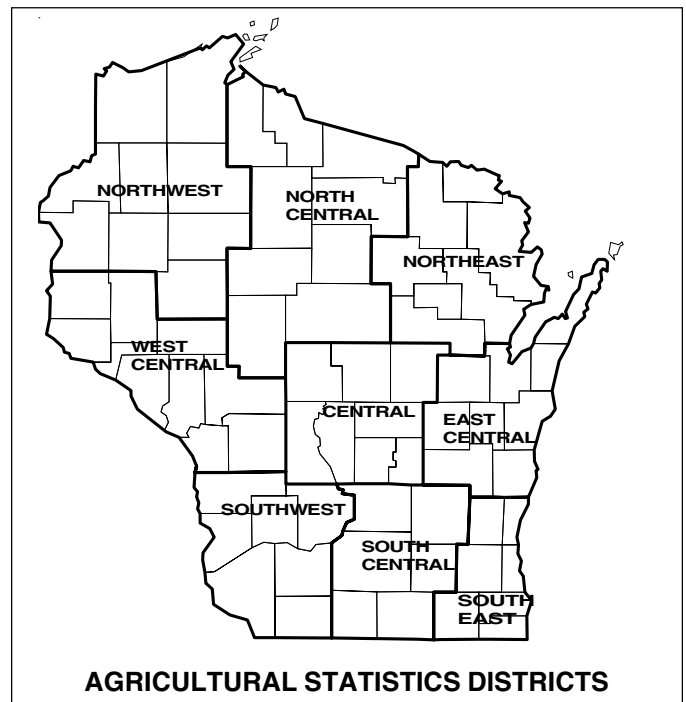 NORTHWEST
NORTH
CENTRAL
NORTHEAST
WEST
CENTRAL
CENTRAL
EAST
CENTRAL
SOUTHWEST
SOUTH
CENTRAL
SOUTH
EAST
AGRICULTURAL STATISTICS DISTRICTS